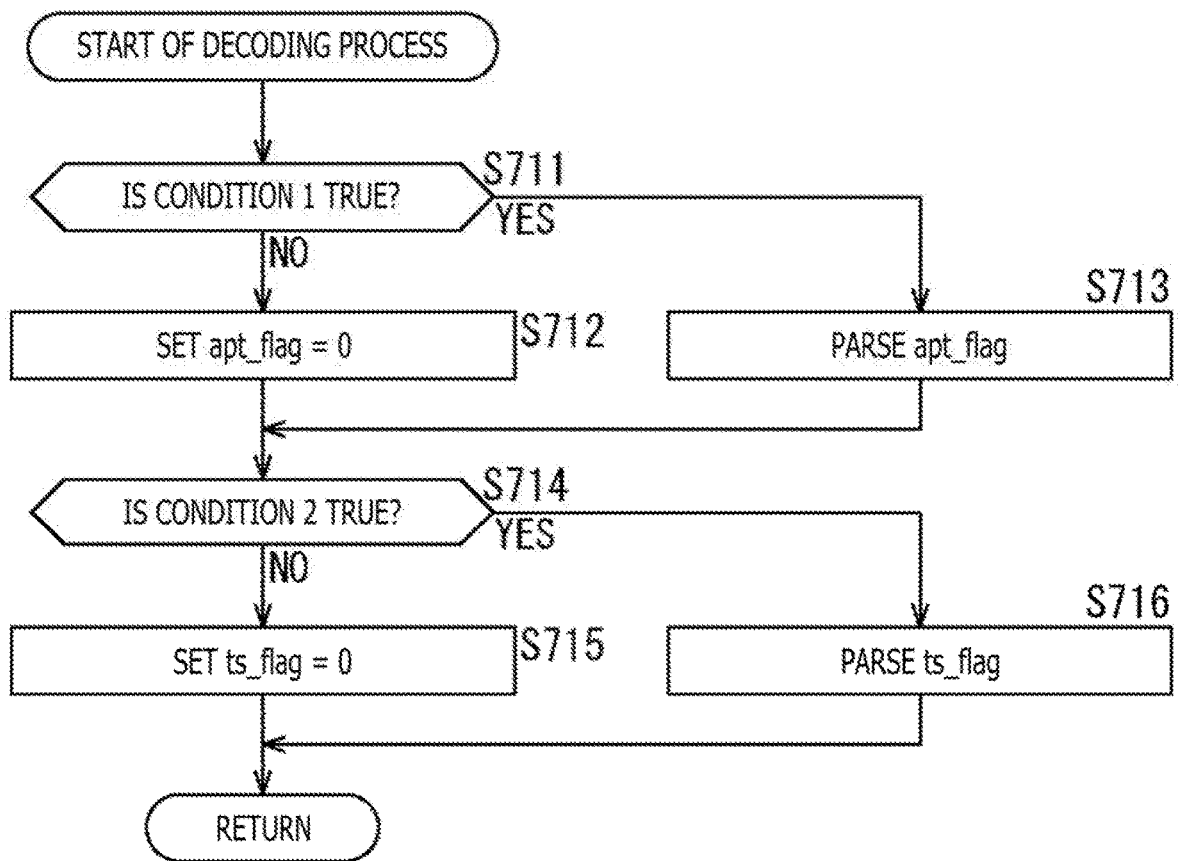 START OF DECODING PROCESS
IS CONDITION 1 TRUE?
S711
YES
NO
SET apt_flag = 0
S712
S713
PARSE apt_flag
IS CONDITION 2 TRUE?
S714
YES
NO
SET ts_flag = 0
S715
S716
PARSE ts_flag
RETURN